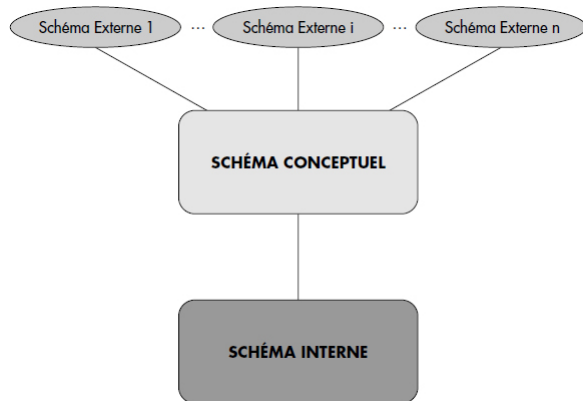 Schéma Externe 1 ... Schéma Externe i ... Schéma Externe n
SCHÉMA CONCEPTUEL
SCHÉMA INTERNE